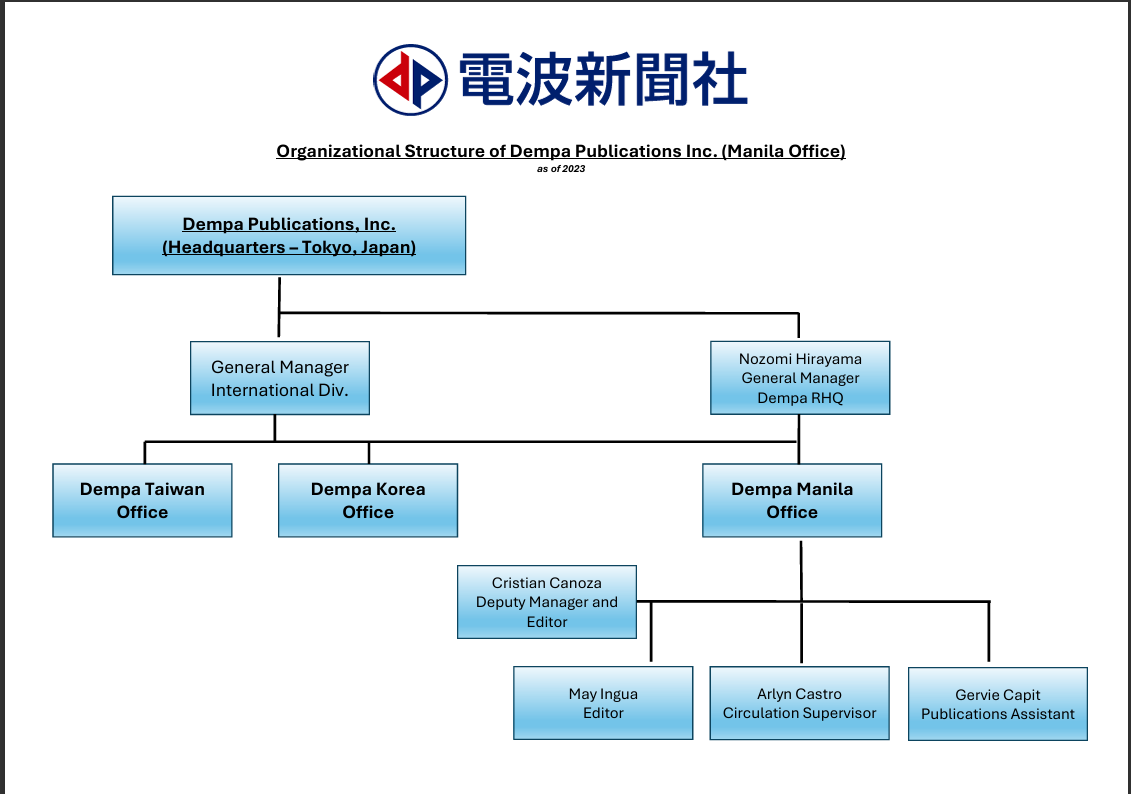 電波新聞社
Organizational Structure of Dempa Publications Inc. (Manila Office)
as of 2023
Dempa Publications, Inc.
(Headquarters – Tokyo, Japan)
General Manager
International Div.
Nozomi Hirayama
General Manager
Dempa RHQ
Dempa Taiwan
Office
Dempa Korea
Office
Dempa Manila
Office
Cristian Canoza
Deputy Manager and
Editor
May Ingua
Editor
Arlyn Castro
Circulation Supervisor
Gervie Capit
Publications Assistant